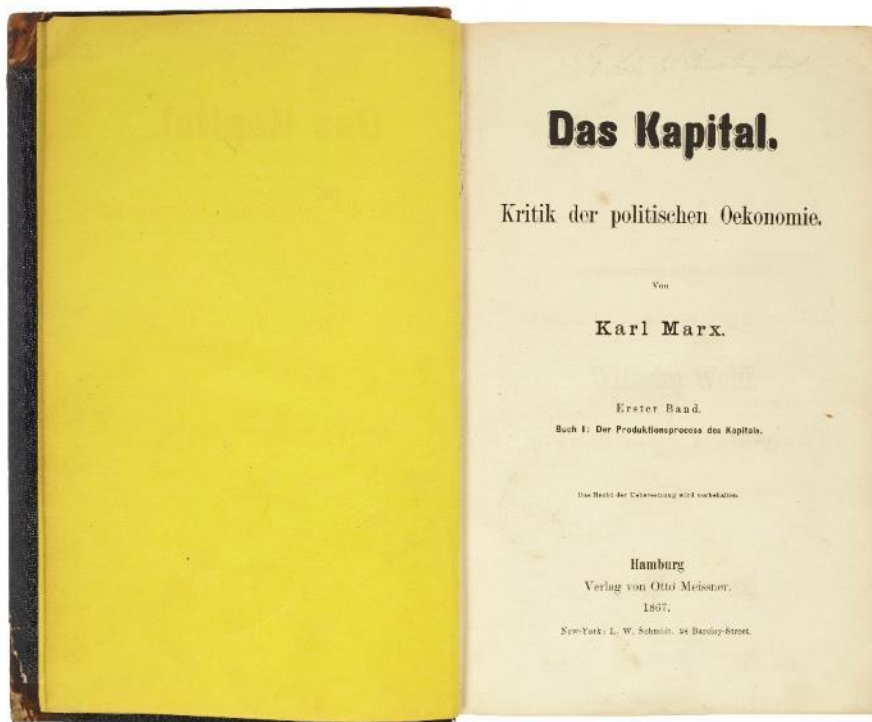 Das Kapital.
Kritik der politischen Oekonomie.
Von
Karl Marx.
Erster Band.
Buch I: Der Produktionsprocess des Kapitals.
Das Recht der Uebersetzung wird vorbehalten.
Hamburg
Verlag von Otto Meissner.
1867.
New-York: L. W. Schmidt. 24 Barclay-Street.